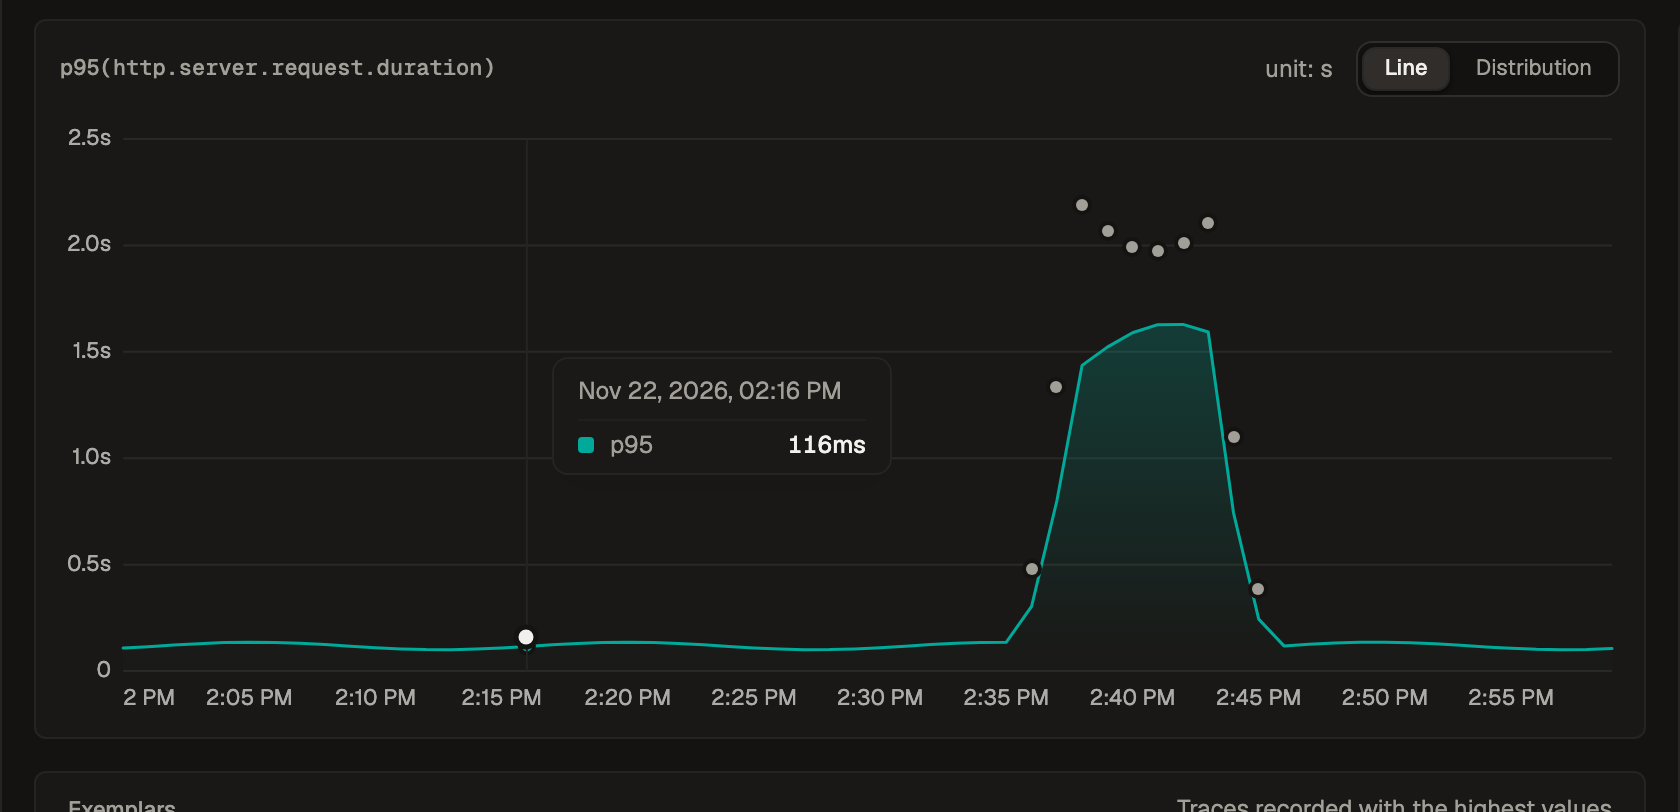 p95(http.server.request.duration)
unit: s
Line
Distribution
2.5s
2.0s
1.5s
1.0s
0.5s
0
Nov 22, 2026, 02:16 PM
p95 116ms
2 PM 2:05 PM 2:10 PM 2:15 PM 2:20 PM 2:25 PM 2:30 PM 2:35 PM 2:40 PM 2:45 PM 2:50 PM 2:55 PM
Exemplars
Traces recorded with the highest values